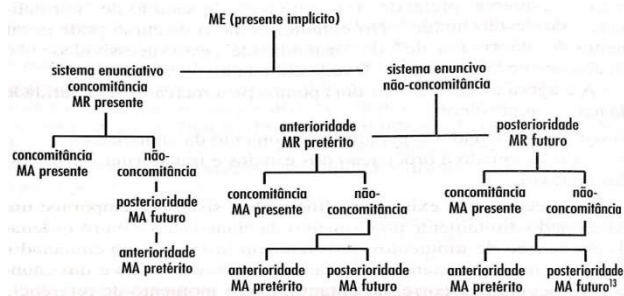 ME (presente implícito)
sistema enunciativo
concomitância
MR presente
sistema enuncivo
não-concomitância
anterioridade
MR pretérito
posterioridade
MR futuro
concomitância
MA presente
não-
concomitância
posterioridade
MA futuro
anterioridade
MA pretérito
concomitância
MA presente
não-
concomitância
anterioridade
MA pretérito
posterioridade
MA futuro
concomitância
MA presente
não-
concomitância
anterioridade
MA pretérito
posterioridade
MA futuro¹³